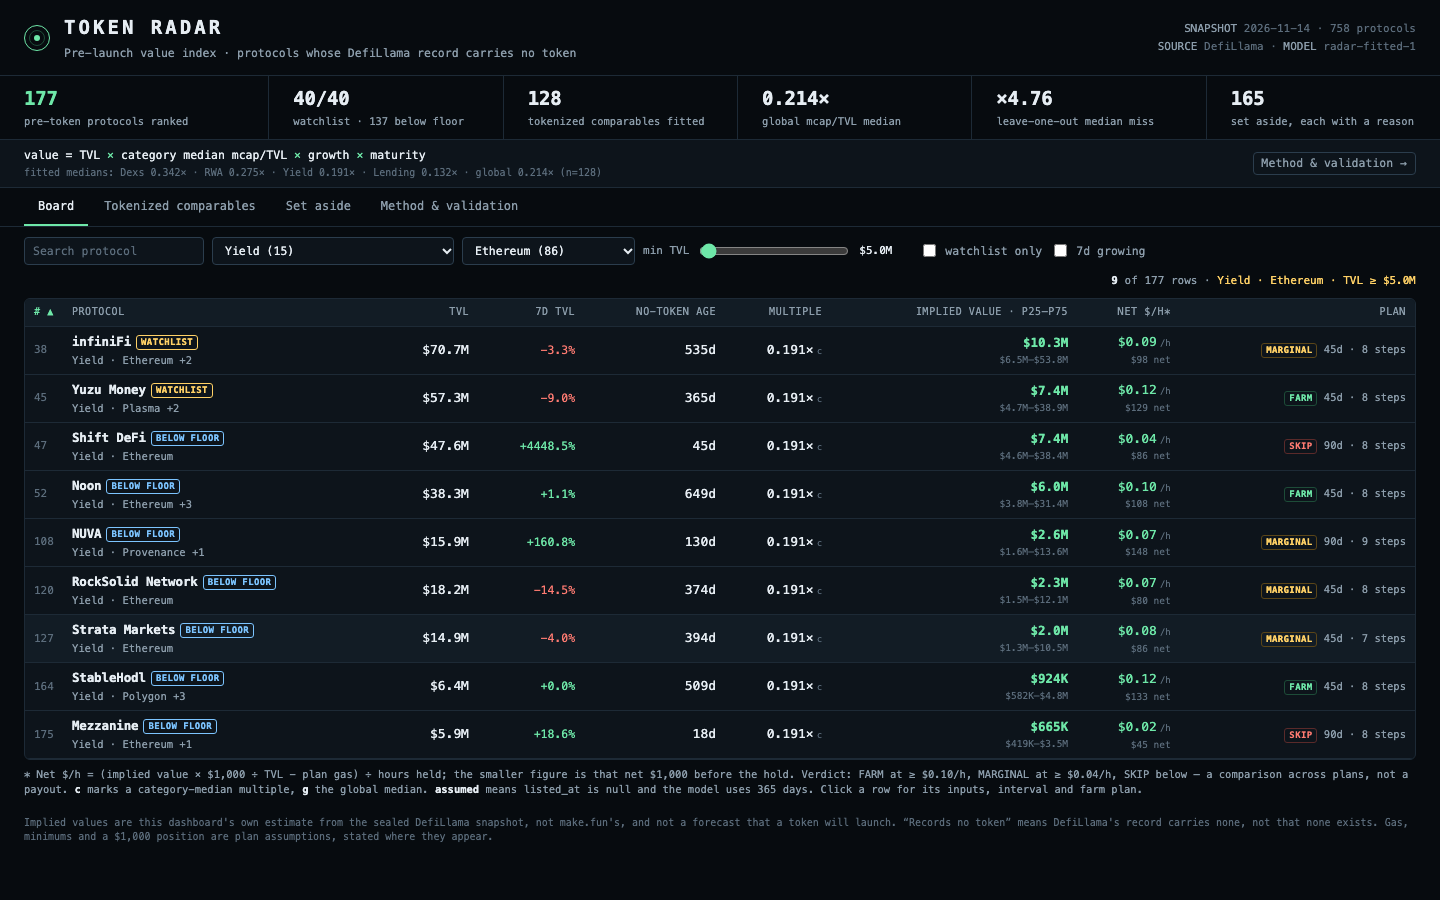 TOKEN RADAR
Pre-launch value index · protocols whose DefiLlama record carries no token
SNAPSHOT 2026-11-14 · 758 protocols
SOURCE DefiLlama · MODEL radar-fitted-1
177
pre-token protocols ranked
40/40
watchlist · 137 below floor
128
tokenized comparables fitted
0.214×
global mcap/TVL median
×4.76
leave-one-out median miss
165
set aside, each with a reason
value = TVL × category median mcap/TVL × growth × maturity
fitted medians: Dexs 0.342× · RWA 0.275× · Yield 0.191× · Lending 0.132× · global 0.214× (n=128)
Method & validation →
Board Tokenized comparables Set aside Method & validation
Search protocol Yield (15) Ethereum (86) min TVL $5.0M watchlist only 7d growing
9 of 177 rows · Yield · Ethereum · TVL ≥ $5.0M
# ▲ PROTOCOL TVL 7D TVL NO-TOKEN AGE MULTIPLE IMPLIED VALUE · P25–P75 NET $/H* PLAN
38 infiniFi WATCHLIST $70.7M −3.3% 535d 0.191× c $10.3M $0.09 /h MARGINAL 45d · 8 steps
Yield · Ethereum +2 $6.5M–$53.8M $98 net
45 Yuzu Money WATCHLIST $57.3M −9.0% 365d 0.191× c $7.4M $0.12 /h FARM 45d · 8 steps
Yield · Plasma +2 $4.7M–$38.9M $129 net
47 Shift DeFi BELOW FLOOR $47.6M +4448.5% 45d 0.191× c $7.4M $0.04 /h SKIP 90d · 8 steps
Yield · Ethereum $4.6M–$38.4M $86 net
52 Noon BELOW FLOOR $38.3M +1.1% 649d 0.191× c $6.0M $0.10 /h FARM 45d · 8 steps
Yield · Ethereum +3 $3.8M–$31.4M $108 net
108 NUVA BELOW FLOOR $15.9M +160.8% 130d 0.191× c $2.6M $0.07 /h MARGINAL 90d · 9 steps
Yield · Provenance +1 $1.6M–$13.6M $148 net
120 RockSolid Network BELOW FLOOR $18.2M −14.5% 374d 0.191× c $2.3M $0.07 /h MARGINAL 45d · 8 steps
Yield · Ethereum $1.5M–$12.1M $80 net
127 Strata Markets BELOW FLOOR $14.9M −4.0% 394d 0.191× c $2.0M $0.08 /h MARGINAL 45d · 7 steps
Yield · Ethereum $1.3M–$10.5M $86 net
164 StableHodl BELOW FLOOR $6.4M +0.0% 509d 0.191× c $924K $0.12 /h FARM 45d · 8 steps
Yield · Polygon +3 $582K–$4.8M $133 net
175 Mezzanine BELOW FLOOR $5.9M +18.6% 18d 0.191× c $665K $0.02 /h SKIP 90d · 8 steps
Yield · Ethereum +1 $419K–$3.5M $45 net
* Net $/h = (implied value × $1,000 ÷ TVL − plan gas) ÷ hours held; the smaller figure is that net $1,000 before the hold. Verdict: FARM at ≥ $0.10/h, MARGINAL at ≥ $0.04/h, SKIP below — a comparison across plans, not a
payout. c marks a category-median multiple, g the global median. assumed means listed_at is null and the model uses 365 days. Click a row for its inputs, interval and farm plan.
Implied values are this dashboard's own estimate from the sealed DefiLlama snapshot, not make.fun's, and not a forecast that a token will launch. “Records no token” means DefiLlama's record carries none, not that none exists. Gas,
minimums and a $1,000 position are plan assumptions, stated where they appear.